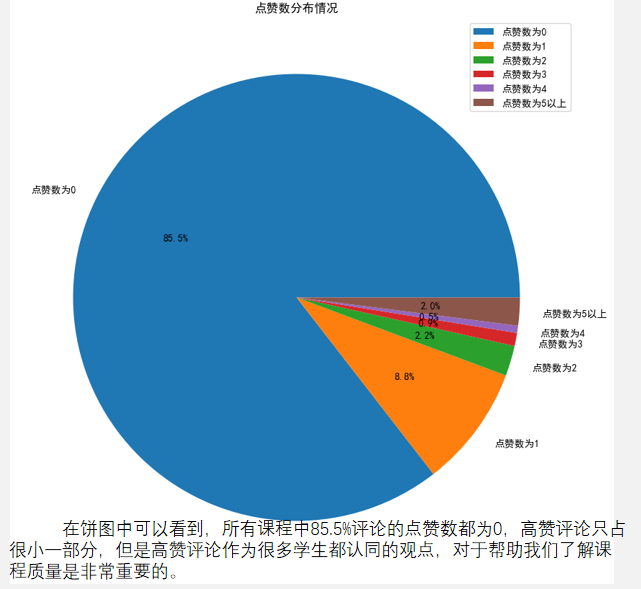 点赞数分布情况
点赞数为0
点赞数为1
点赞数为2
点赞数为3
点赞数为4
点赞数为5以上
点赞数为0
85.5%
2.0%
0.5%
0.9%
2.2%
8.8%
点赞数为5以上
点赞数为4
点赞数为3
点赞数为2
点赞数为1
在饼图中可以看到，所有课程中85.5%评论的点赞数都为0，高赞评论只占
很小一部分，但是高赞评论作为很多学生都认同的观点，对于帮助我们了解课
程质量是非常重要的。